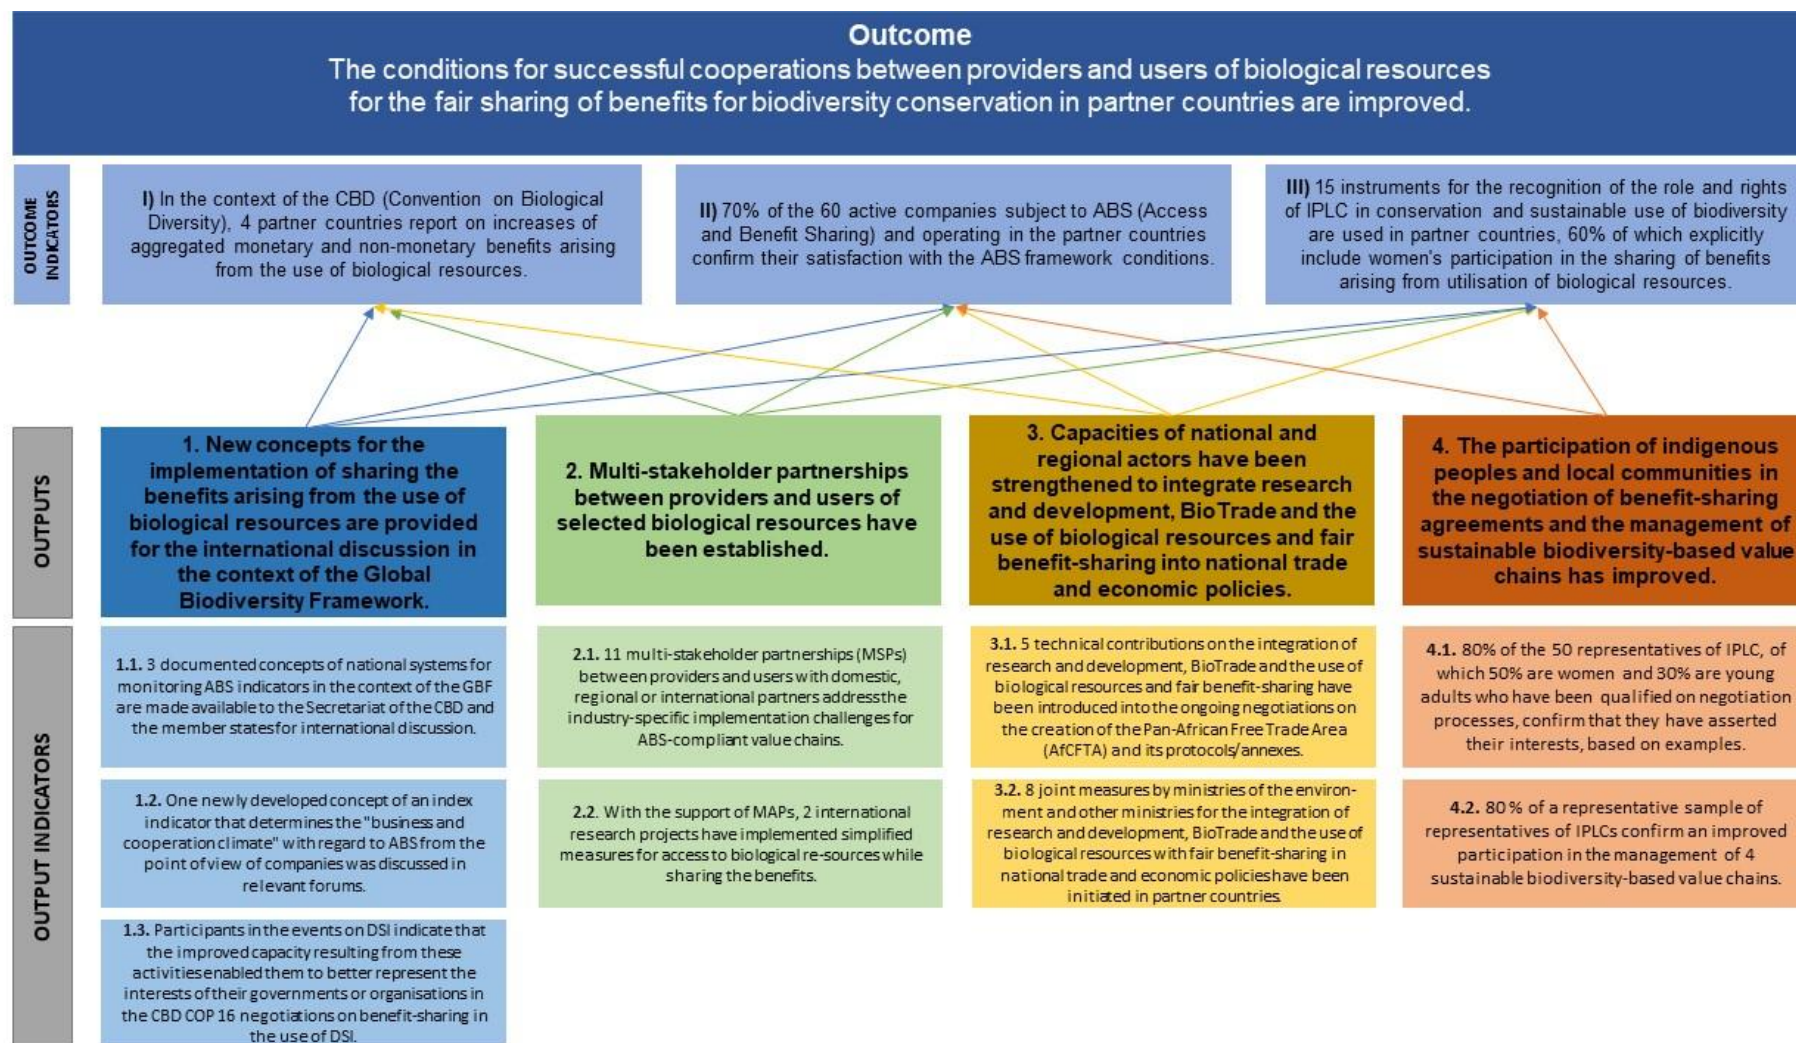 Outcome
The conditions for successful cooperations between providers and users of biological resources
for the fair sharing of benefits for biodiversity conservation in partner countries are improved.
OUTCOME
INDICATORS
I) In the context of the CBD (Convention on Biological
Diversity), 4 partner countries report on increases of
aggregated monetary and non-monetary benefits arising
from the use of biological resources.
II) 70% of the 60 active companies subject to ABS (Access
and Benefit Sharing) and operating in the partner countries
confirm their satisfaction with the ABS framework conditions.
III) 15 instruments for the recognition of the role and rights
of IPLC in conservation and sustainable use of biodiversity
are used in partner countries, 60% of which explicitly
include women's participation in the sharing of benefits
arising from utilisation of biological resources.
OUTPUTS
1. New concepts for the
implementation of sharing the
benefits arising from the use of
biological resources are provided
for the international discussion in
the context of the Global
Biodiversity Framework.
2. Multi-stakeholder partnerships
between providers and users of
selected biological resources have
been established.
3. Capacities of national and
regional actors have been
strengthened to integrate research
and development, BioTrade and the
use of biological resources and fair
benefit-sharing into national trade
and economic policies.
4. The participation of indigenous
peoples and local communities in
the negotiation of benefit-sharing
agreements and the management of
sustainable biodiversity-based value
chains has improved.
OUTPUT INDICATORS
1.1. 3 documented concepts of national systems for
monitoring ABS indicators in the context of the GBF
are made available to the Secretariat of the CBD and
the member states for international discussion.
2.1. 11 multi-stakeholder partnerships (MSPs)
between providers and users with domestic,
regional or international partners address the
industry-specific implementation challenges for
ABS-compliant value chains.
3.1. 5 technical contributions on the integration of
research and development, BioTrade and the use of
biological resources and fair benefit-sharing have
been introduced into the ongoing negotiations on
the creation of the Pan-African Free Trade Area
(AfCFTA) and its protocols/annexes.
4.1. 80% of the 50 representatives of IPLC, of
which 50% are women and 30% are young
adults who have been qualified on negotiation
processes, confirm that they have asserted
their interests, based on examples.
1.2. One newly developed concept of an index
indicator that determines the "business and
cooperation climate" with regard to ABS from the
point of view of companies was discussed in
relevant forums.
2.2. With the support of MAPs, 2 international
research projects have implemented simplified
measures for access to biological re-sources while
sharing the benefits.
3.2. 8 joint measures by ministries of the environ-
ment and other ministries for the integration of
research and development, BioTrade and the use of
biological resources with fair benefit-sharing in
national trade and economic policies have been
initiated in partner countries.
4.2. 80 % of a representative sample of
representatives of IPLCs confirm an improved
participation in the management of 4
sustainable biodiversity-based value chains.
1.3. Participants in the events on DSI indicate that
the improved capacity resulting from these
activities enabled them to better represent the
interests of their governments or organisations in
the CBD COP 16 negotiations on benefit-sharing in
the use of DSI.